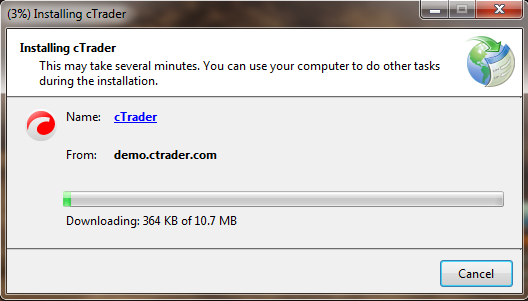 (3%) Installing cTrader
Installing cTrader
This may take several minutes. You can use your computer to do other tasks
during the installation.
Name: cTrader
From: demo.ctrader.com
Downloading: 364 KB of 10.7 MB
Cancel